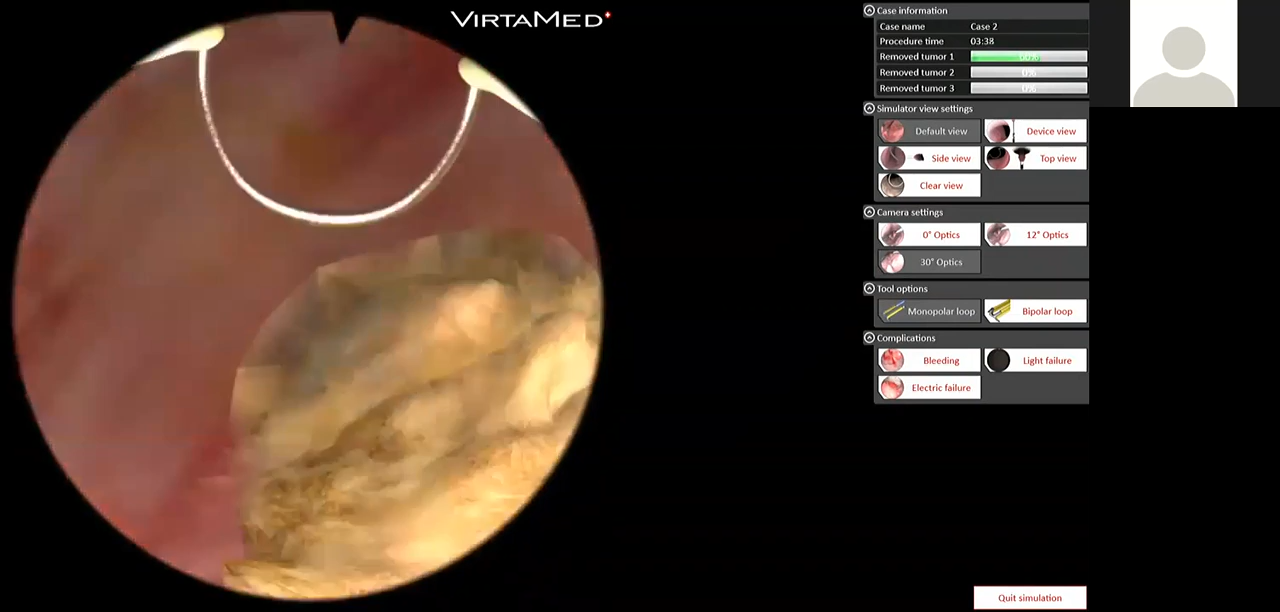 VIRTAMED
Case information
Case name Case 2
Procedure time 03:38
Removed tumor 1
Removed tumor 2 0%
Removed tumor 3 0%
Simulator view settings
Default view Device view
Side view Top view
Clear view
Camera settings
0° Optics 12° Optics
30° Optics
Tool options
Monopolar loop Bipolar loop
Complications
Bleeding Light failure
Electric failure
Quit simulation